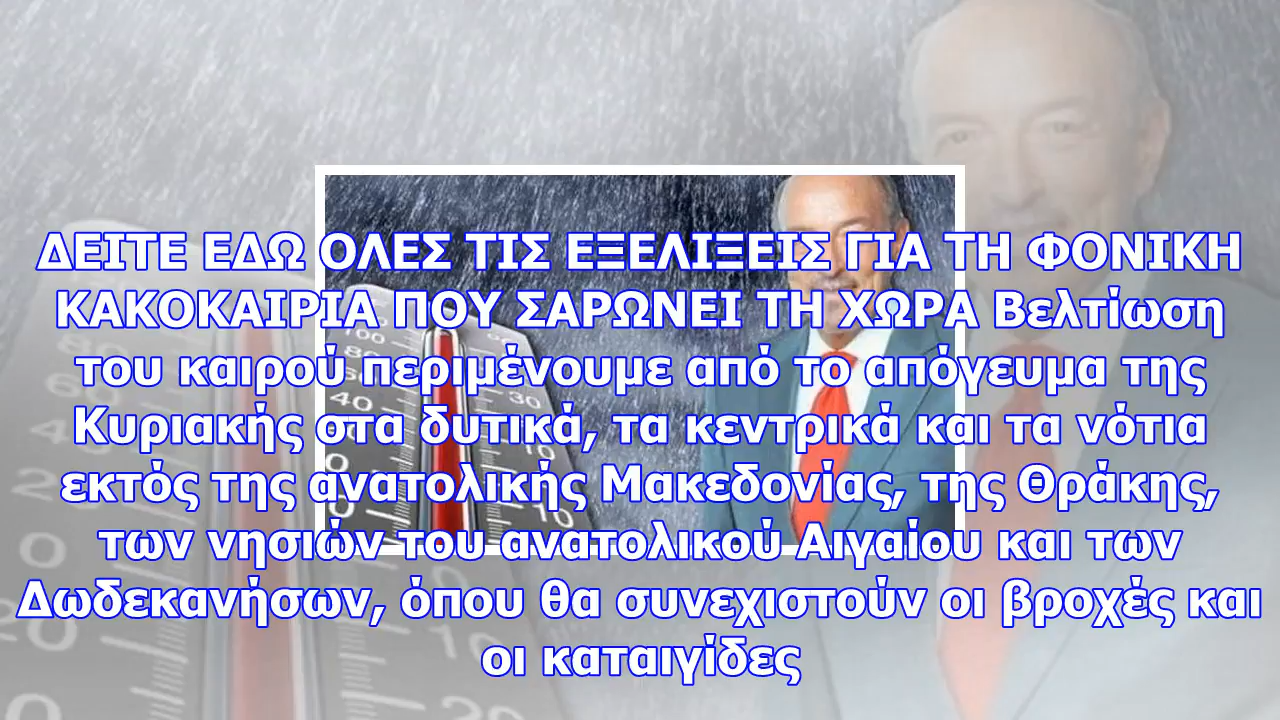 ΔΕΙΤΕ ΕΔΩ ΟΛΕΣ ΤΙΣ ΕΞΕΛΙΞΕΙΣ ΓΙΑ ΤΗ ΦΟΝΙΚΗ
ΚΑΚΟΚΑΙΡΙΑ ΠΟΥ ΣΑΡΩΝΕΙ ΤΗ ΧΩΡΑ Βελτίωση
του καιρού περιμένουμε από το απόγευμα της
Κυριακής στα δυτικά, τα κεντρικά και τα νότια
εκτός της ανατολικής Μακεδονίας, της Θράκης,
των νησιών του ανατολικού Αιγαίου και των
Δωδεκανήσων, όπου θα συνεχιστούν οι βροχές και
οι καταιγίδες